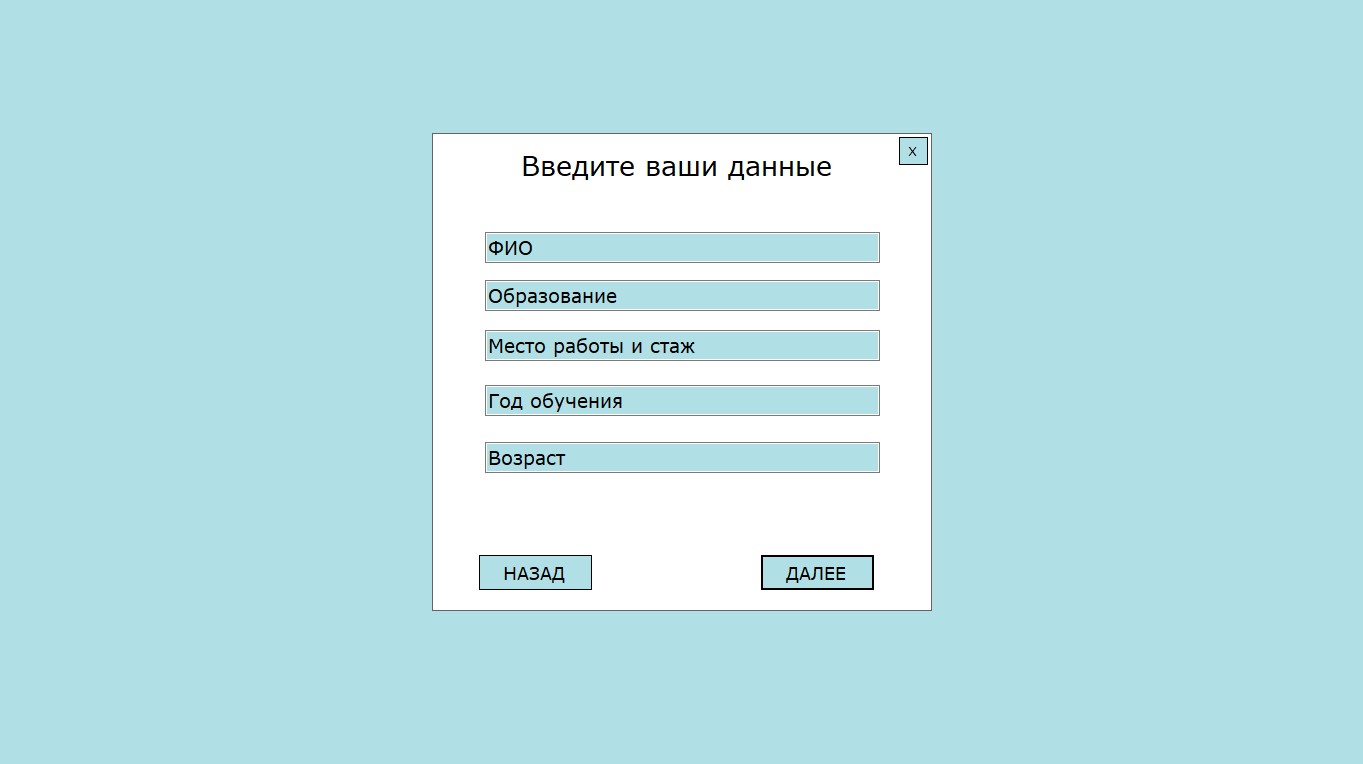 X
Введите ваши данные
ФИО
Образование
Место работы и стаж
Год обучения
Возраст
НАЗАД
ДАЛЕЕ